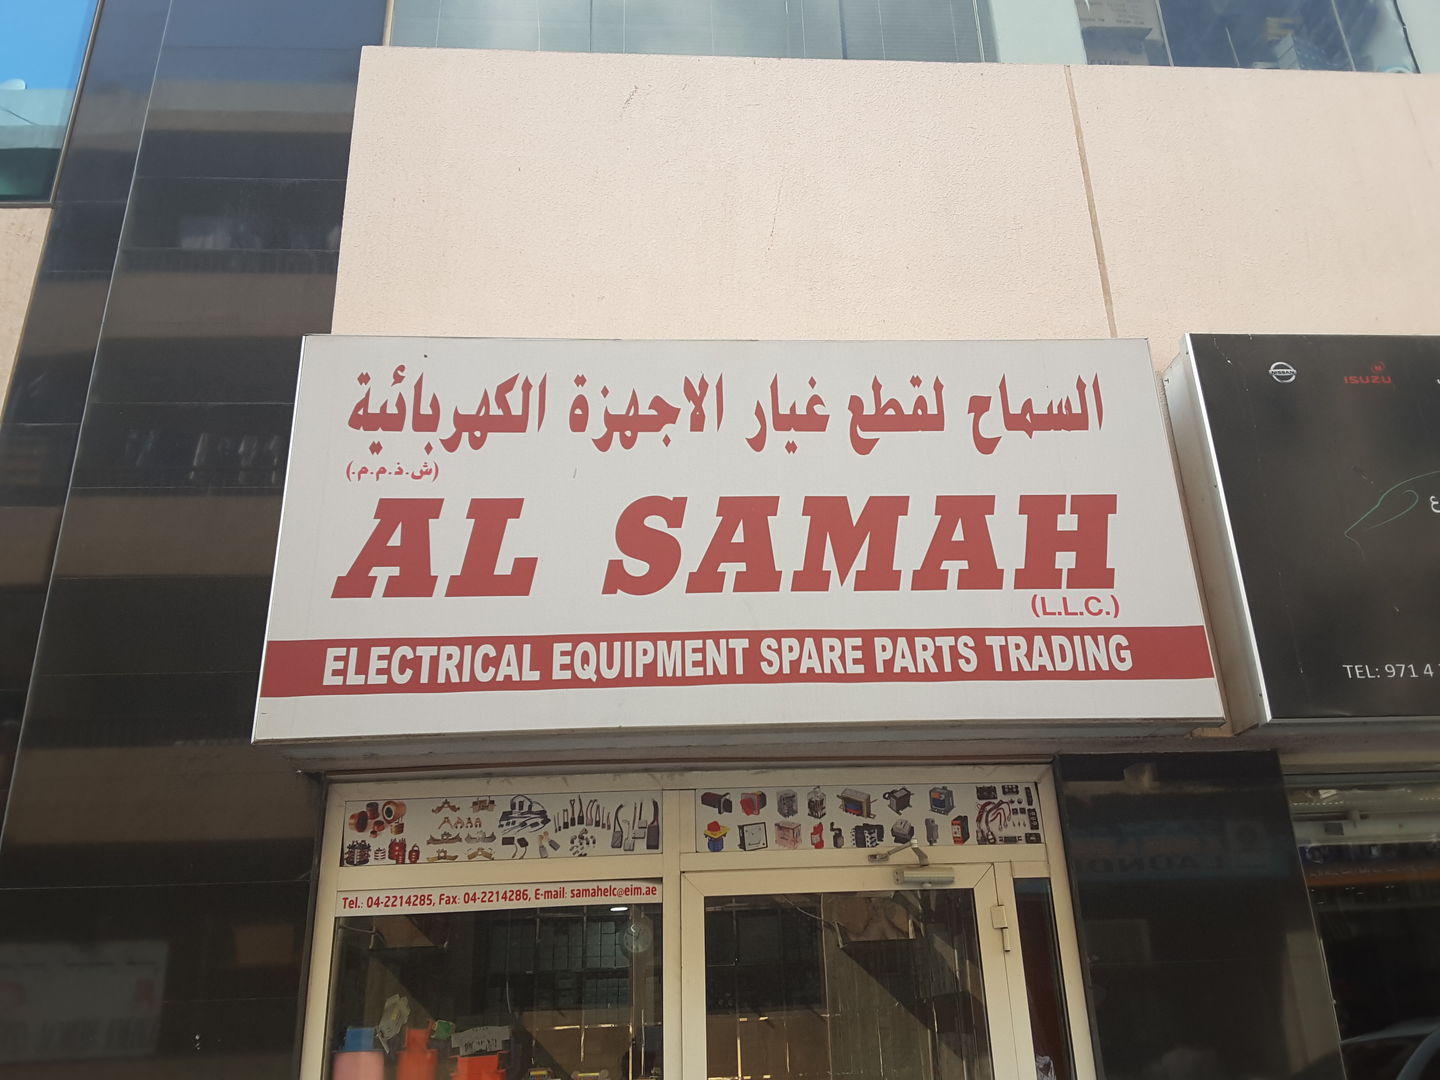 السماح لقطع غيار الاجهزة الكهربائية
(ش.ذ.م.م.)
AL SAMAH
(L.L.C.)
ELECTRICAL EQUIPMENT SPARE PARTS TRADING
Tel.: 04-2214285, Fax: 04-2214286, E-mail: samahelc@eim.ae
NISSAN
ISUZU
TEL: 971 4